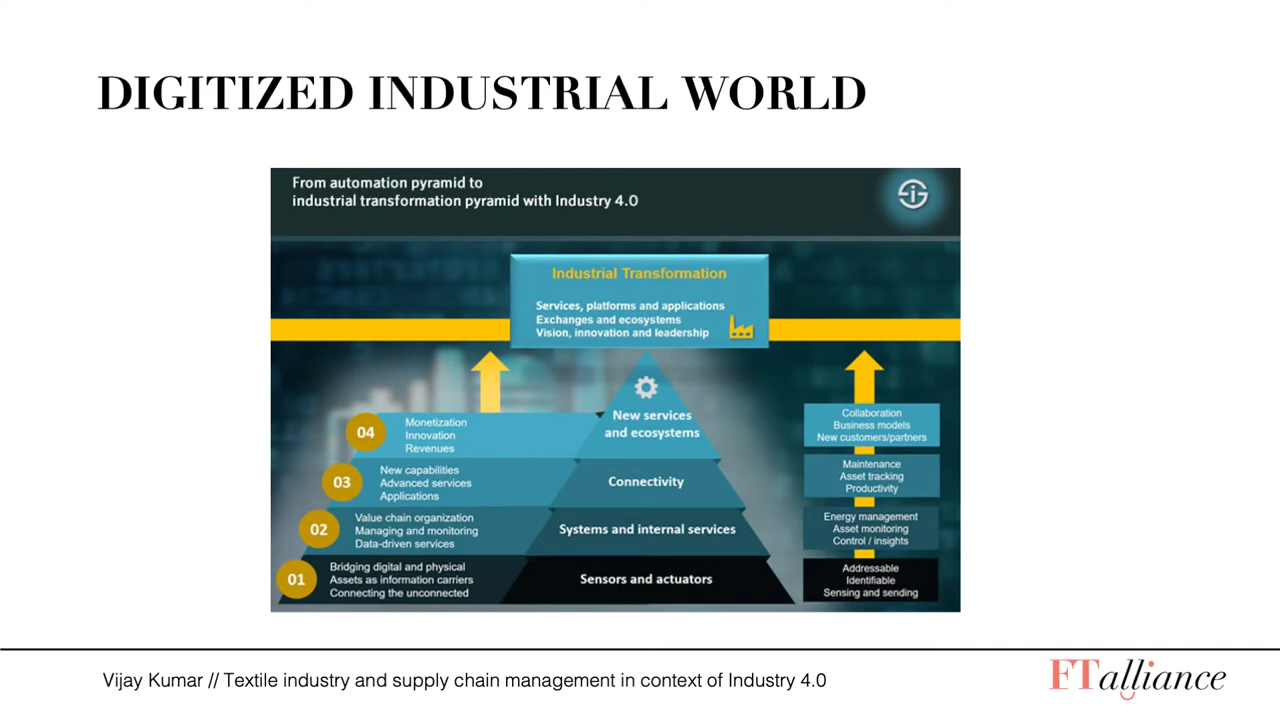 DIGITIZED INDUSTRIAL WORLD
From automation pyramid to
industrial transformation pyramid with Industry 4.0
Industrial Transformation
Services, platforms and applications
Exchanges and ecosystems
Vision, innovation and leadership
04
Monetization
Innovation
Revenues
New services
and ecosystems
Collaboration
Business models
New customers/partners
03
New capabilities
Advanced services
Applications
Connectivity
Maintenance
Asset tracking
Productivity
02
Value chain organization
Managing and monitoring
Data-driven services
Systems and internal services
Energy management
Asset monitoring
Control / insights
01
Bridging digital and physical
Assets as information carriers
Connecting the unconnected
Sensors and actuators
Addressable
Identifiable
Sensing and sending
Vijay Kumar // Textile industry and supply chain management in context of Industry 4.0
FTalliance